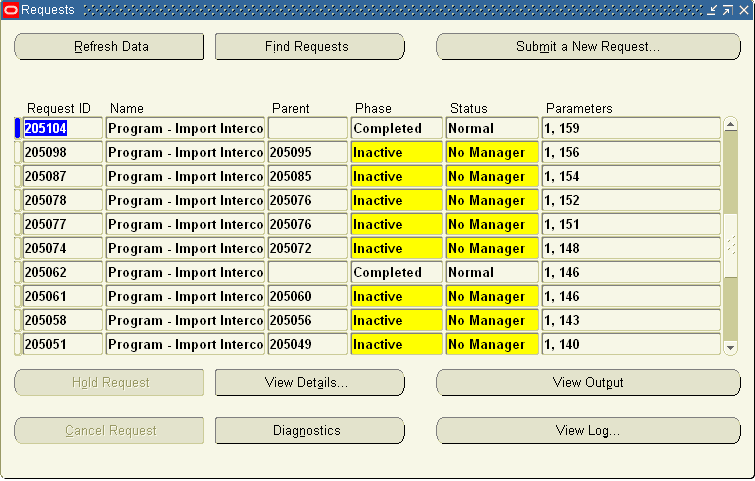 Requests
Refresh Data Find Requests Submit a New Request...
Request ID Name Parent Phase Status Parameters
205104 Program - Import Interco Completed Normal 1, 159
205098 Program - Import Interco 205095 Inactive No Manager 1, 156
205087 Program - Import Interco 205085 Inactive No Manager 1, 154
205078 Program - Import Interco 205076 Inactive No Manager 1, 152
205077 Program - Import Interco 205076 Inactive No Manager 1, 151
205074 Program - Import Interco 205072 Inactive No Manager 1, 148
205062 Program - Import Interco Completed Normal 1, 146
205061 Program - Import Interco 205060 Inactive No Manager 1, 146
205058 Program - Import Interco 205056 Inactive No Manager 1, 143
205051 Program - Import Interco 205049 Inactive No Manager 1, 140
Hold Request View Details... View Output
Cancel Request Diagnostics View Log...